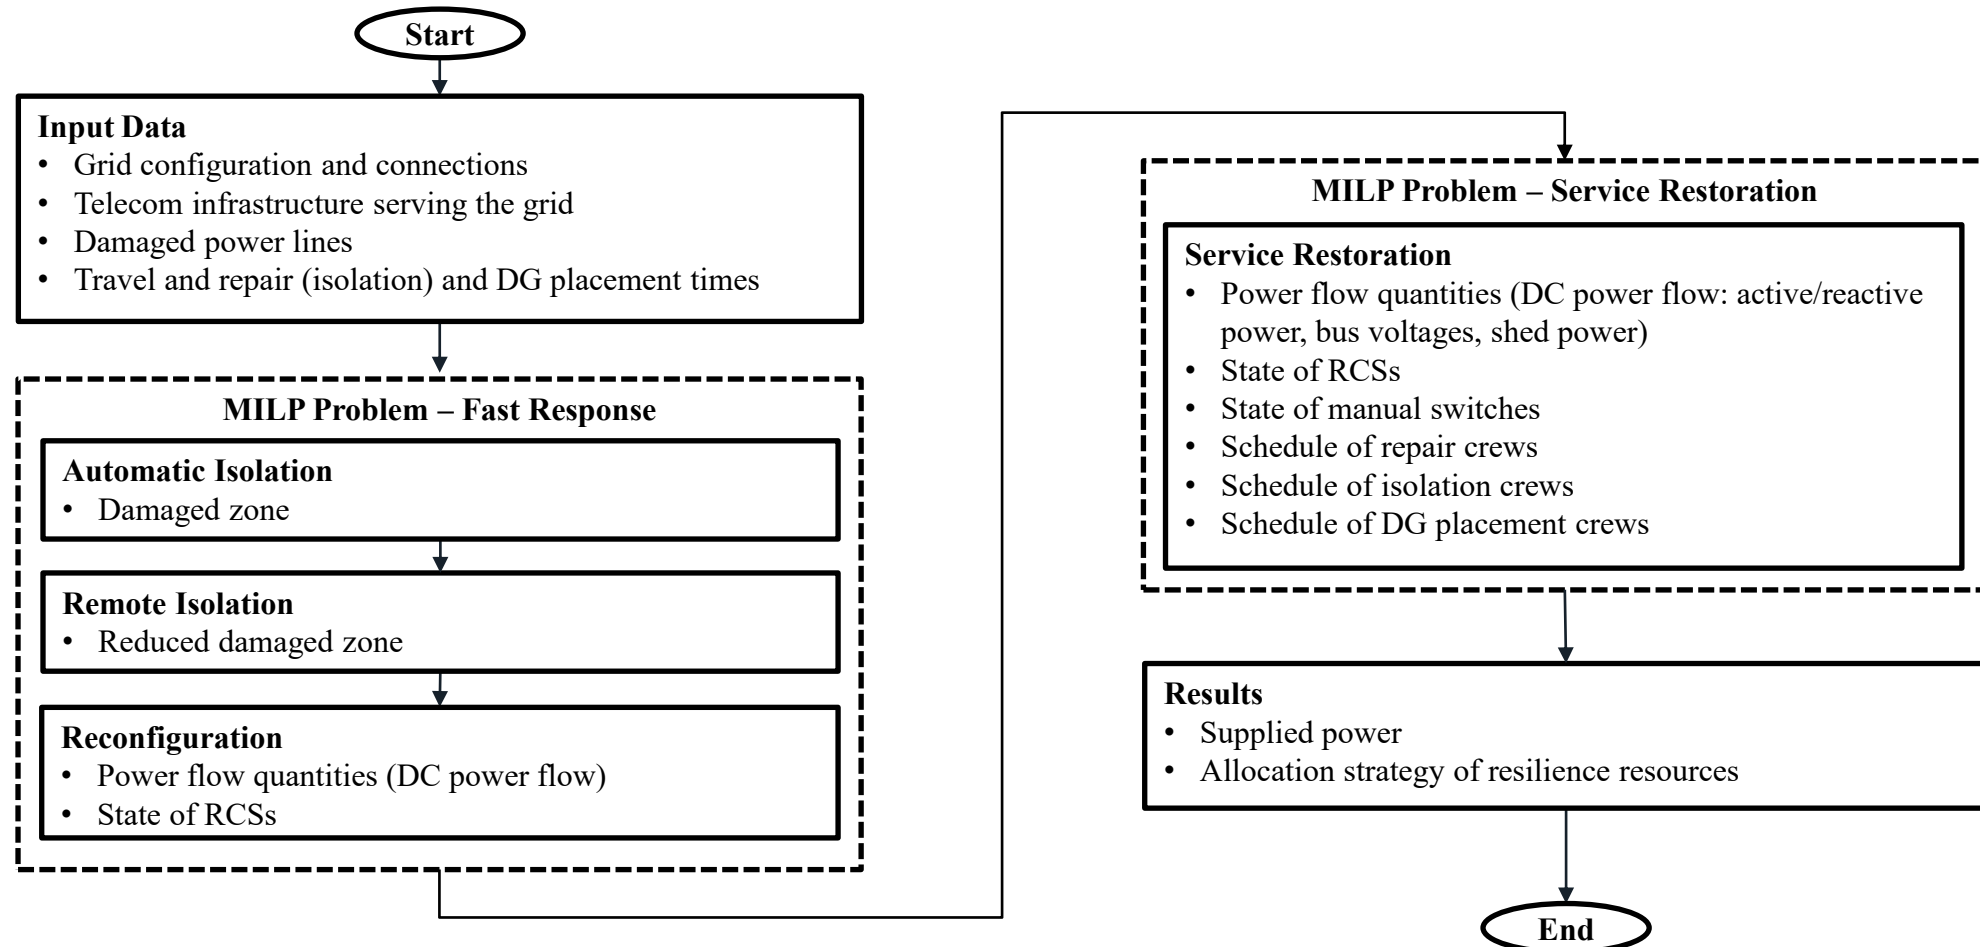 Start
Input Data
• Grid configuration and connections
• Telecom infrastructure serving the grid
• Damaged power lines
• Travel and repair (isolation) and DG placement times
MILP Problem – Fast Response
Automatic Isolation
• Damaged zone
Remote Isolation
• Reduced damaged zone
Reconfiguration
• Power flow quantities (DC power flow)
• State of RCSs
MILP Problem – Service Restoration
Service Restoration
• Power flow quantities (DC power flow: active/reactive
power, bus voltages, shed power)
• State of RCSs
• State of manual switches
• Schedule of repair crews
• Schedule of isolation crews
• Schedule of DG placement crews
Results
• Supplied power
• Allocation strategy of resilience resources
End